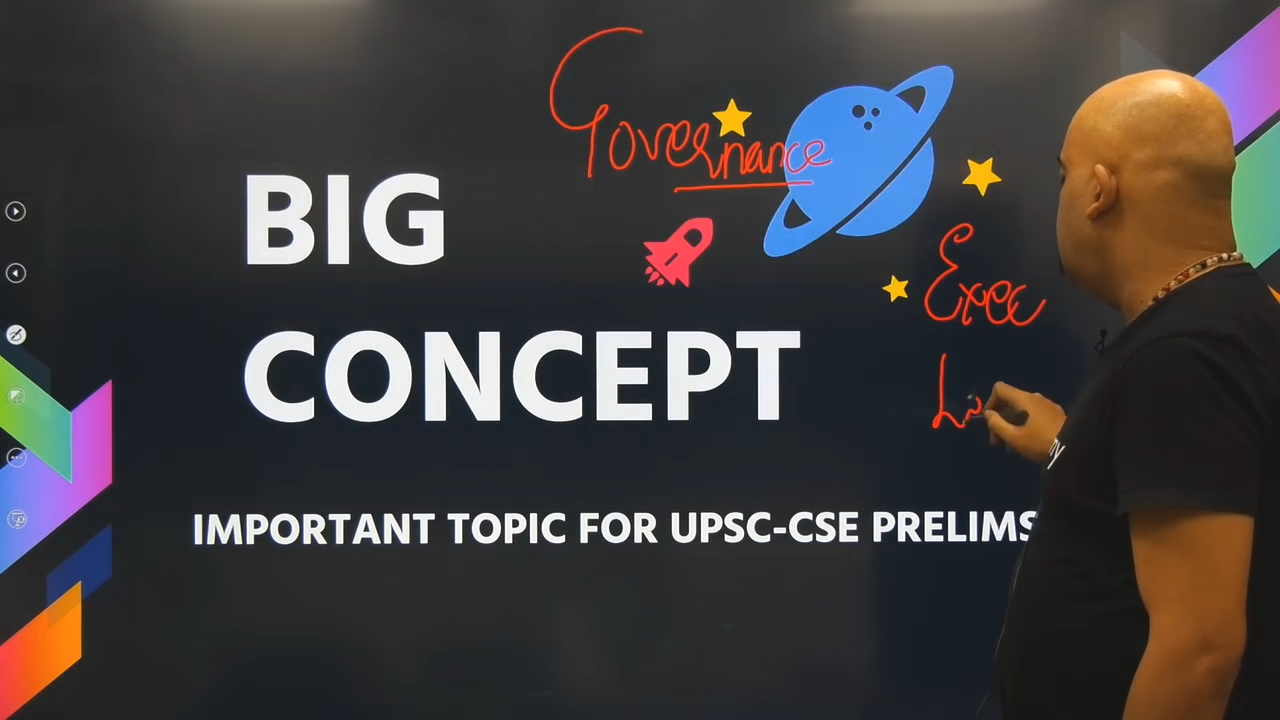 Governance
BIG
CONCEPT
Exec
IMPORTANT TOPIC FOR UPSC-CSE PRELIMS